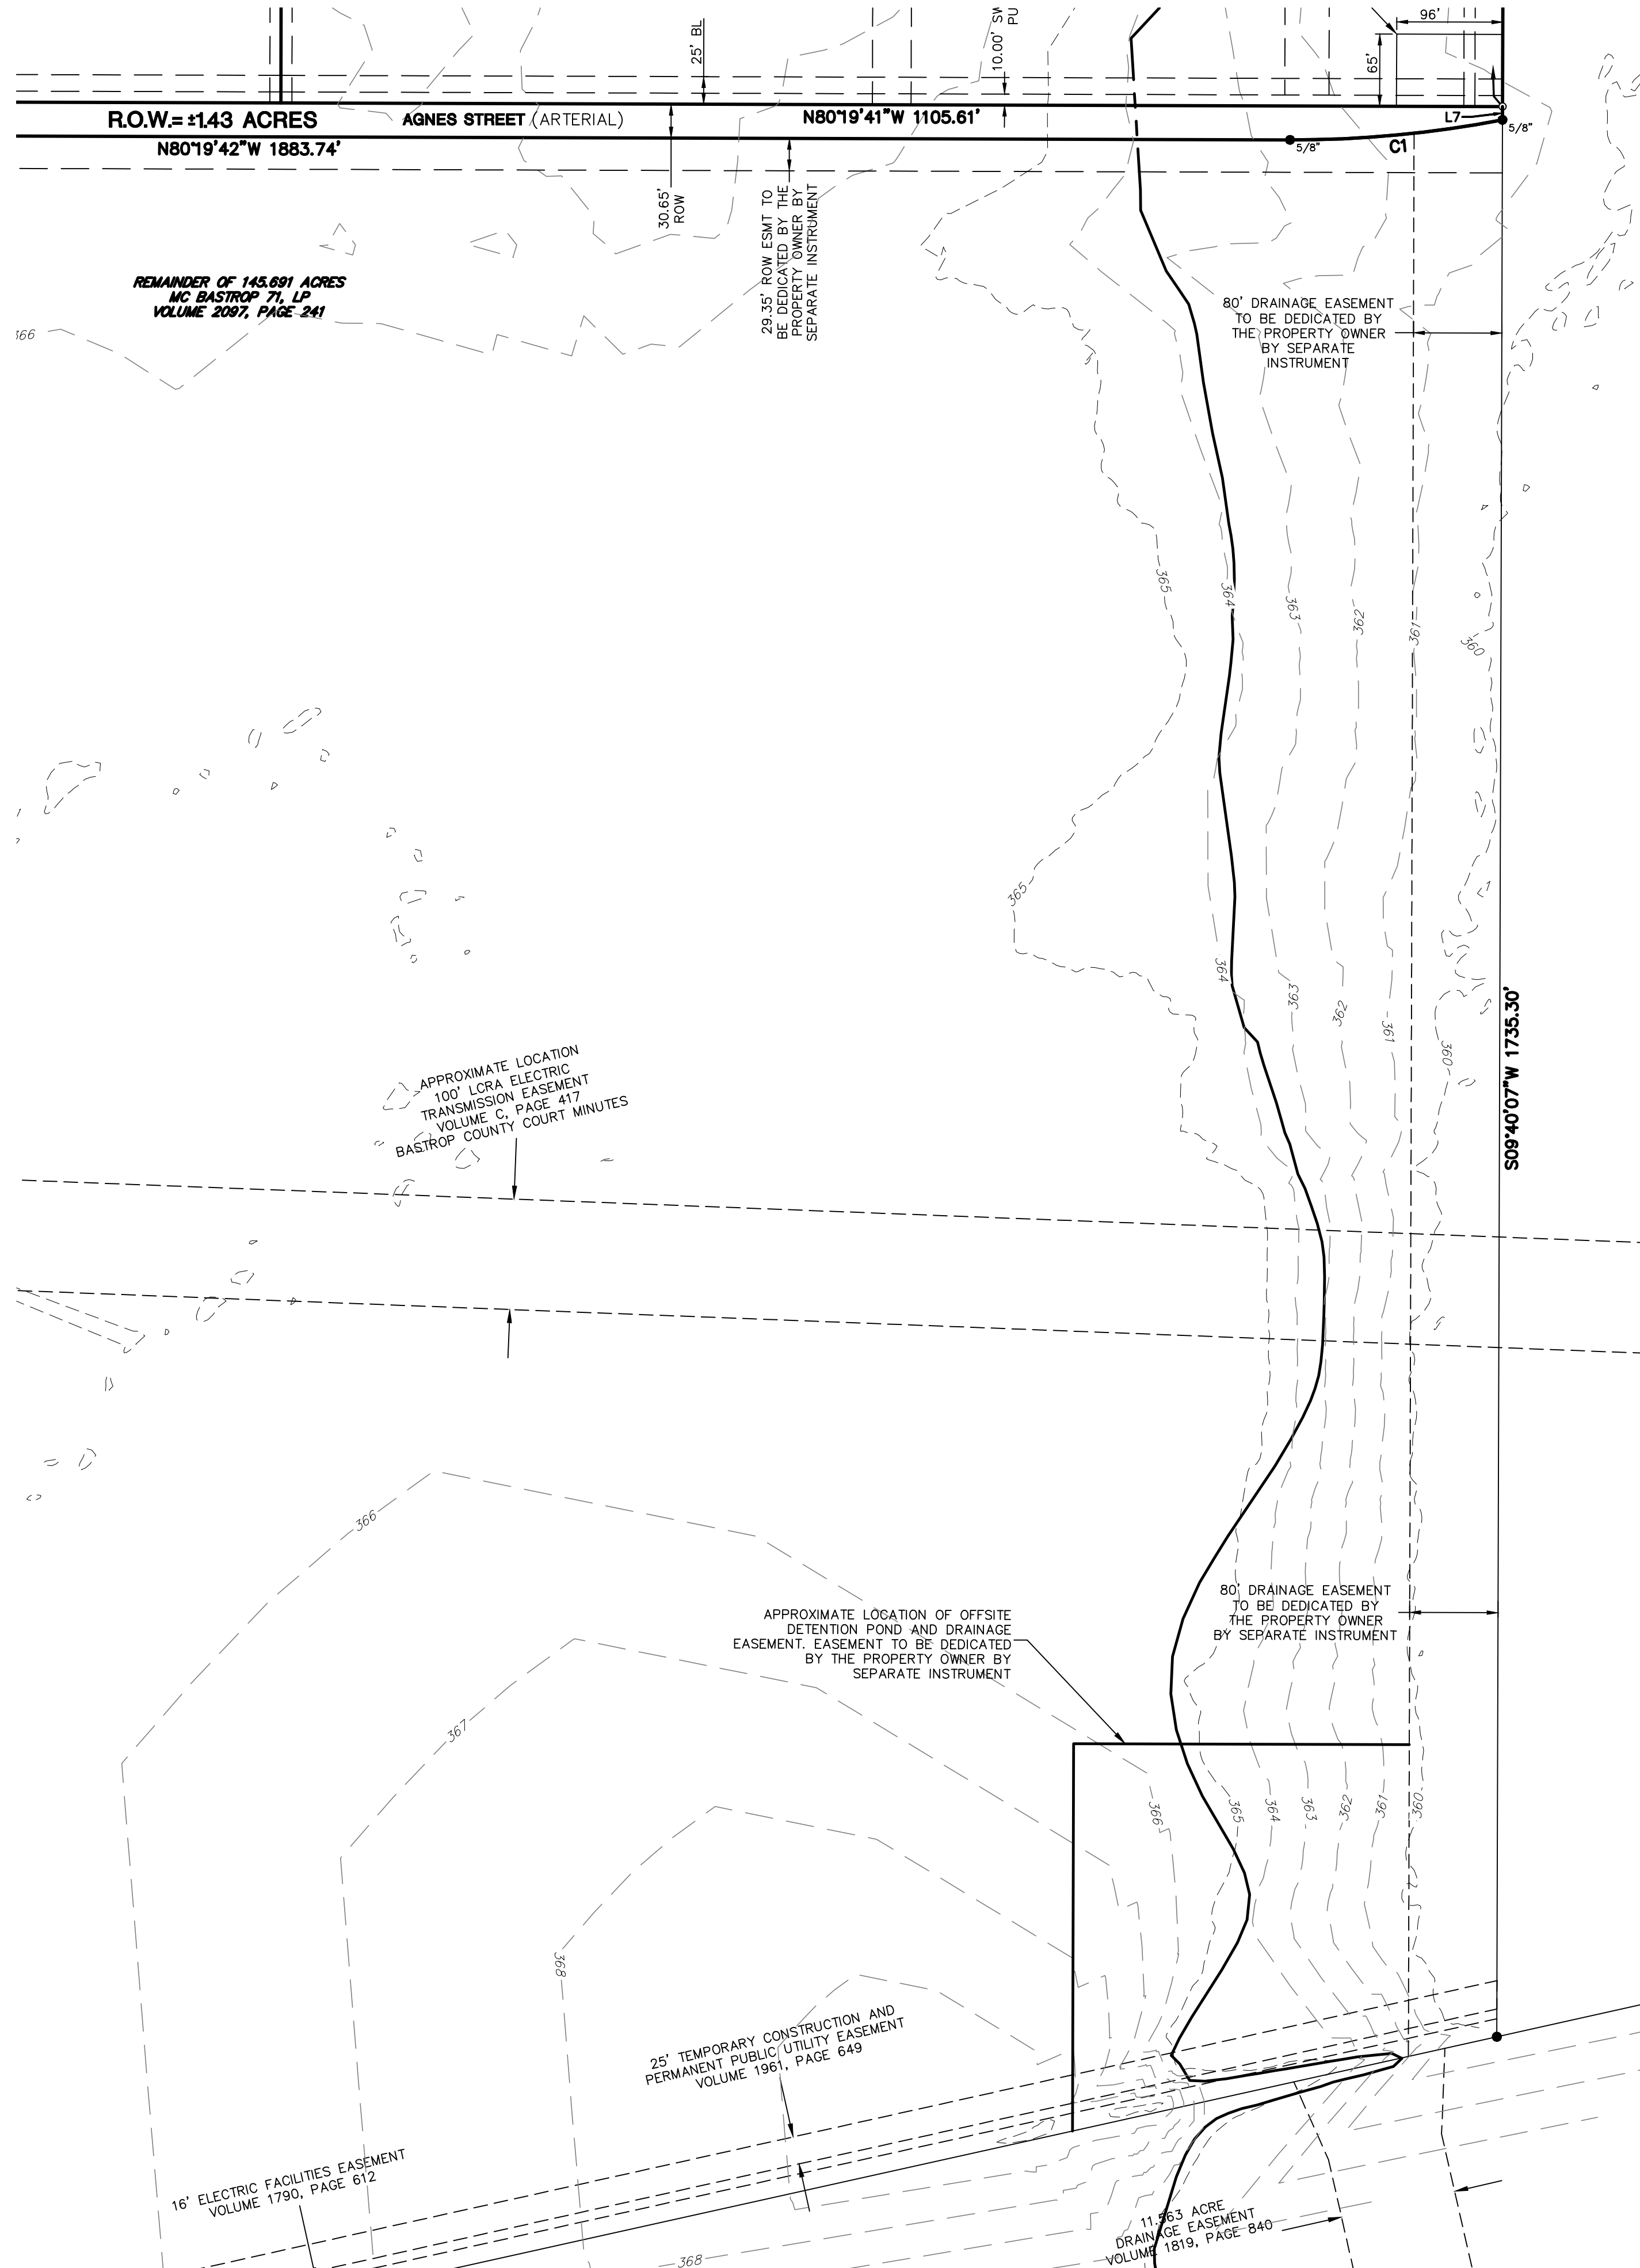 96'
65'
25' BL
10.00' SW
PU
L7
5/8"
R.O.W.= ±1.43 ACRES
AGNES STREET (ARTERIAL)
N80°19'41"W 1105.61'
N80°19'42"W 1883.74'
5/8"
C1
30.65'
ROW
29.35' ROW ESMT TO
BE DEDICATED BY THE
PROPERTY OWNER BY
SEPARATE INSTRUMENT
REMAINDER OF 145.691 ACRES
MC BASTROP 71, LP
VOLUME 2097, PAGE 241
366
80' DRAINAGE EASEMENT
TO BE DEDICATED BY
THE PROPERTY OWNER
BY SEPARATE
INSTRUMENT
365
364
363
362
361
360
365
364
363
362
361
360
S09°40'07"W 1735.30'
APPROXIMATE LOCATION
100' LCRA ELECTRIC
TRANSMISSION EASEMENT
VOLUME C, PAGE 417
BASTROP COUNTY COURT MINUTES
366
367
368
APPROXIMATE LOCATION OF OFFSITE
DETENTION POND AND DRAINAGE
EASEMENT. EASEMENT TO BE DEDICATED
BY THE PROPERTY OWNER BY
SEPARATE INSTRUMENT
80' DRAINAGE EASEMENT
TO BE DEDICATED BY
THE PROPERTY OWNER
BY SEPARATE INSTRUMENT
366
365
364
363
362
361
360
25' TEMPORARY CONSTRUCTION AND
PERMANENT PUBLIC UTILITY EASEMENT
VOLUME 1961, PAGE 649
16' ELECTRIC FACILITIES EASEMENT
VOLUME 1790, PAGE 612
11.563 ACRE
DRAINAGE EASEMENT
VOLUME 1819, PAGE 840
368